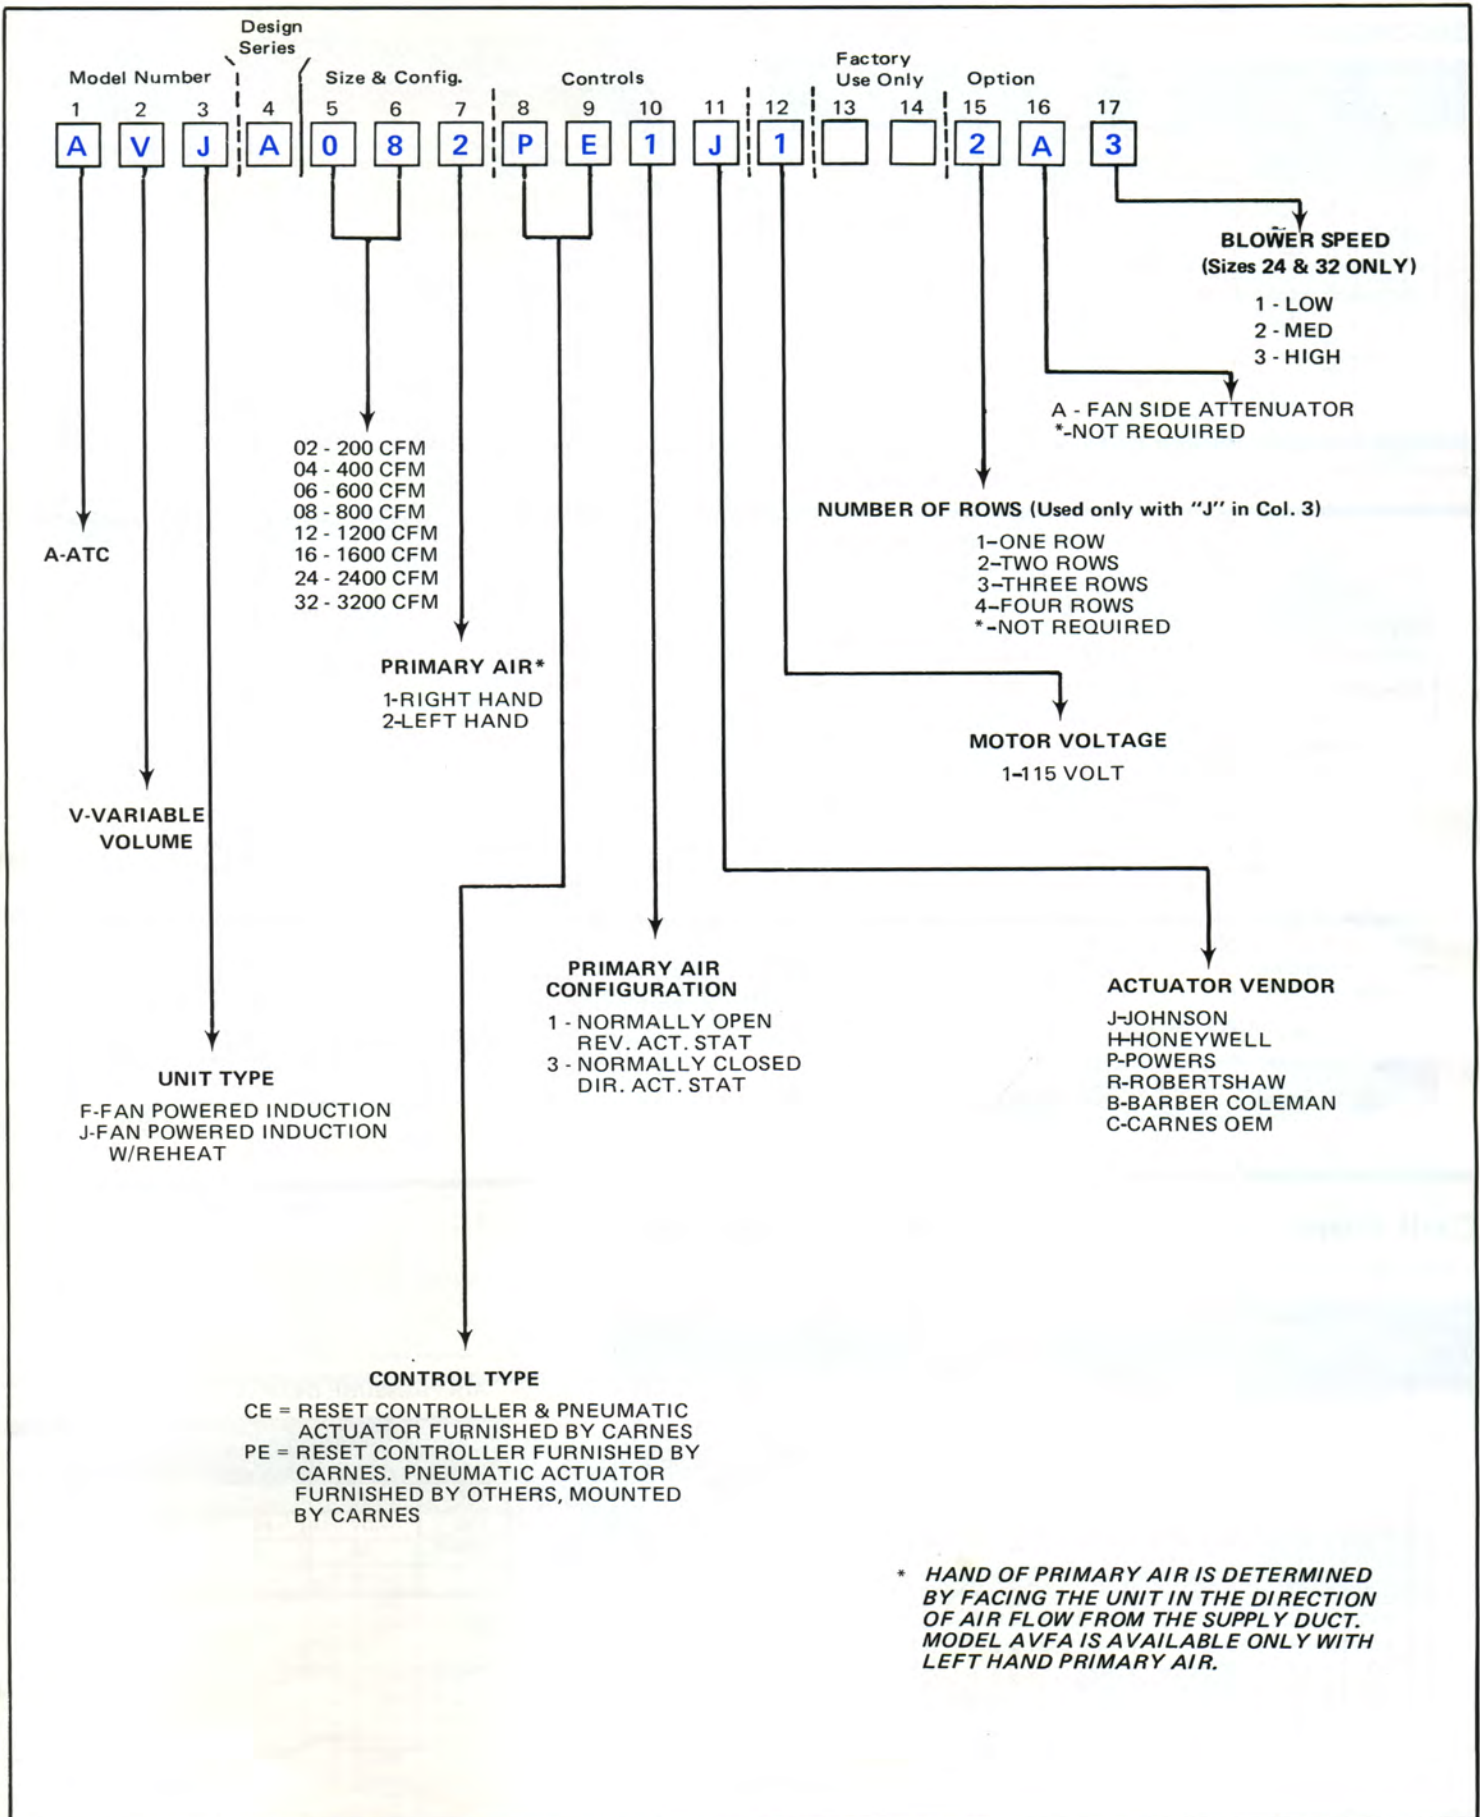 Design
Series
Model Number
Size & Config.
Controls
Factory
Use Only
Option
1 2 3 4 5 6 7 8 9 10 11 12 13 14 15 16 17
A V J A 0 8 2 P E 1 J 1 2 A 3
BLOWER SPEED
(Sizes 24 & 32 ONLY)
1 - LOW
2 - MED
3 - HIGH
A - FAN SIDE ATTENUATOR
*-NOT REQUIRED
02 - 200 CFM
04 - 400 CFM
06 - 600 CFM
08 - 800 CFM
12 - 1200 CFM
16 - 1600 CFM
24 - 2400 CFM
32 - 3200 CFM
NUMBER OF ROWS (Used only with "J" in Col. 3)
1-ONE ROW
2-TWO ROWS
3-THREE ROWS
4-FOUR ROWS
*-NOT REQUIRED
A-ATC
PRIMARY AIR*
1-RIGHT HAND
2-LEFT HAND
MOTOR VOLTAGE
1-115 VOLT
V-VARIABLE
VOLUME
PRIMARY AIR
CONFIGURATION
1 - NORMALLY OPEN
REV. ACT. STAT
3 - NORMALLY CLOSED
DIR. ACT. STAT
ACTUATOR VENDOR
J-JOHNSON
H-HONEYWELL
P-POWERS
R-ROBERTSHAW
B-BARBER COLEMAN
C-CARNES OEM
UNIT TYPE
F-FAN POWERED INDUCTION
J-FAN POWERED INDUCTION
W/REHEAT
CONTROL TYPE
CE = RESET CONTROLLER & PNEUMATIC
ACTUATOR FURNISHED BY CARNES
PE = RESET CONTROLLER FURNISHED BY
CARNES. PNEUMATIC ACTUATOR
FURNISHED BY OTHERS, MOUNTED
BY CARNES
* HAND OF PRIMARY AIR IS DETERMINED
BY FACING THE UNIT IN THE DIRECTION
OF AIR FLOW FROM THE SUPPLY DUCT.
MODEL AVFA IS AVAILABLE ONLY WITH
LEFT HAND PRIMARY AIR.